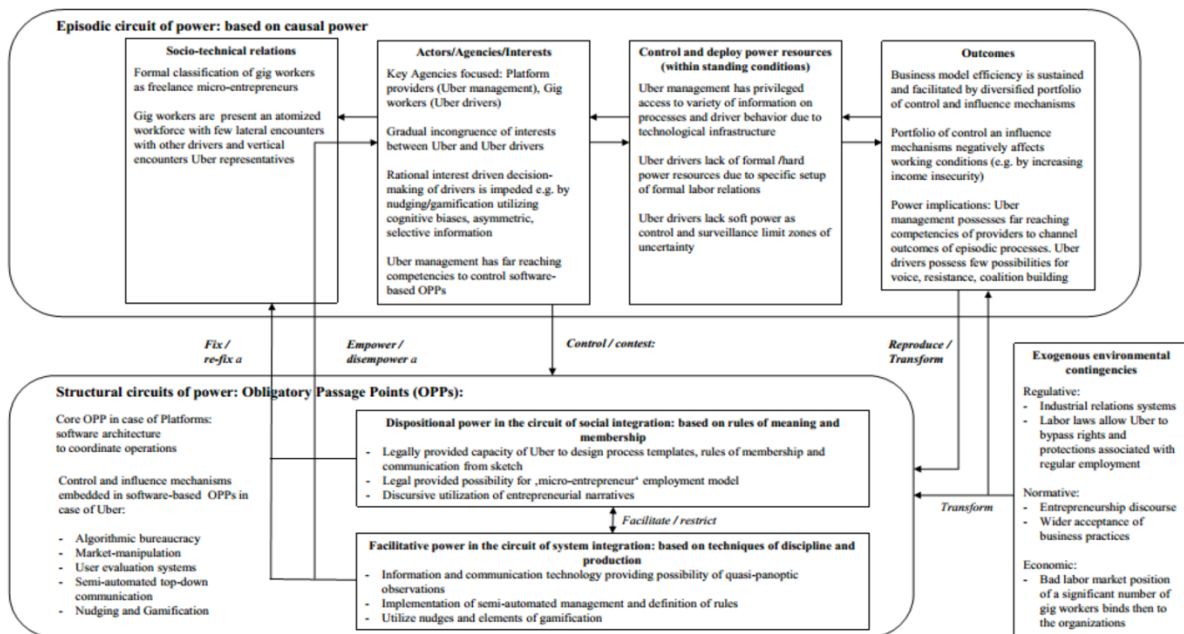 Episodic circuit of power: based on causal power
Socio-technical relations
Formal classification of gig workers
as freelance micro-entrepreneurs
Gig workers are present an atomized
workforce with few lateral encounters
with other drivers and vertical
encounters Uber representatives
Actors/Agencies/Interests
Key Agencies focused: Platform
providers (Uber management), Gig
workers (Uber drivers)
Gradual incongruence of interests
between Uber and Uber drivers
Rational interest driven decision-
making of drivers is impeded e.g. by
nudging/gamification utilizing
cognitive biases, asymmetric,
selective information
Uber management has far reaching
competencies to control software-
based OPPs
Control and deploy power resources
(within standing conditions)
Uber management has privileged
access to variety of information on
processes and driver behavior due to
technological infrastructure
Uber drivers lack of formal /hard
power resources due to specific setup
of formal labor relations
Uber drivers lack soft power as
control and surveillance limit zones of
uncertainty
Outcomes
Business model efficiency is sustained
and facilitated by diversified portfolio
of control and influence mechanisms
Portfolio of control an influence
mechanisms negatively affects
working conditions (e.g. by increasing
income insecurity)
Power implications: Uber
management possesses far reaching
competencies of providers to channel
outcomes of episodic processes. Uber
drivers possess few possibilities for
voice, resistance, coalition building
Fix /
re-fix a
Empower /
disempower a
Control / contest:
Reproduce /
Transform
Structural circuits of power: Obligatory Passage Points (OPPs):
Core OPP in case of Platforms:
software architecture
to coordinate operations
Control and influence mechanisms
embedded in software-based OPPs in
case of Uber:
- Algorithmic bureaucracy
- Market-manipulation
- User evaluation systems
- Semi-automated top-down
communication
- Nudging and Gamification
Dispositional power in the circuit of social integration: based on rules of meaning and
membership
- Legally provided capacity of Uber to design process templates, rules of membership and
communication from sketch
- Legal provided possibility for ‚micro-entrepreneur‘ employment model
- Discursive utilization of entrepreneurial narratives
Facilitate / restrict
Facilitative power in the circuit of system integration: based on techniques of discipline and
production
- Information and communication technology providing possibility of quasi-panoptic
observations
- Implementation of semi-automated management and definition of rules
- Utilize nudges and elements of gamification
Transform
Exogenous environmental
contingencies
Regulative:
- Industrial relations systems
- Labor laws allow Uber to
bypass rights and
protections associated with
regular employment
Normative:
- Entrepreneurship discourse
- Wider acceptance of
business practices
Economic:
- Bad labor market position
of a significant number of
gig workers binds then to
the organizations